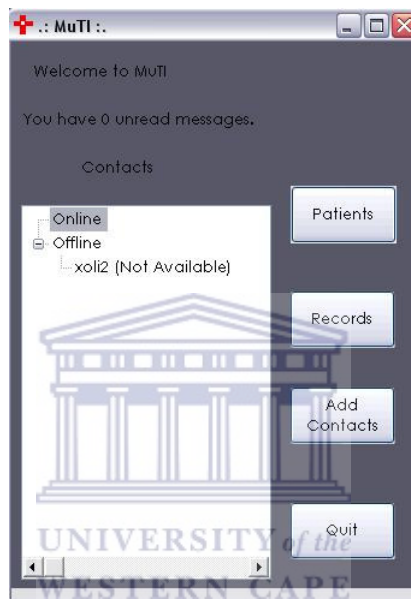 .: MuTI :.
Welcome to MuTI
You have 0 unread messages.
Contacts
Online
Offline
xoli2 (Not Available)
Patients
Records
Add
Contacts
Quit
UNIVERSITY of the
WESTERN CAPE